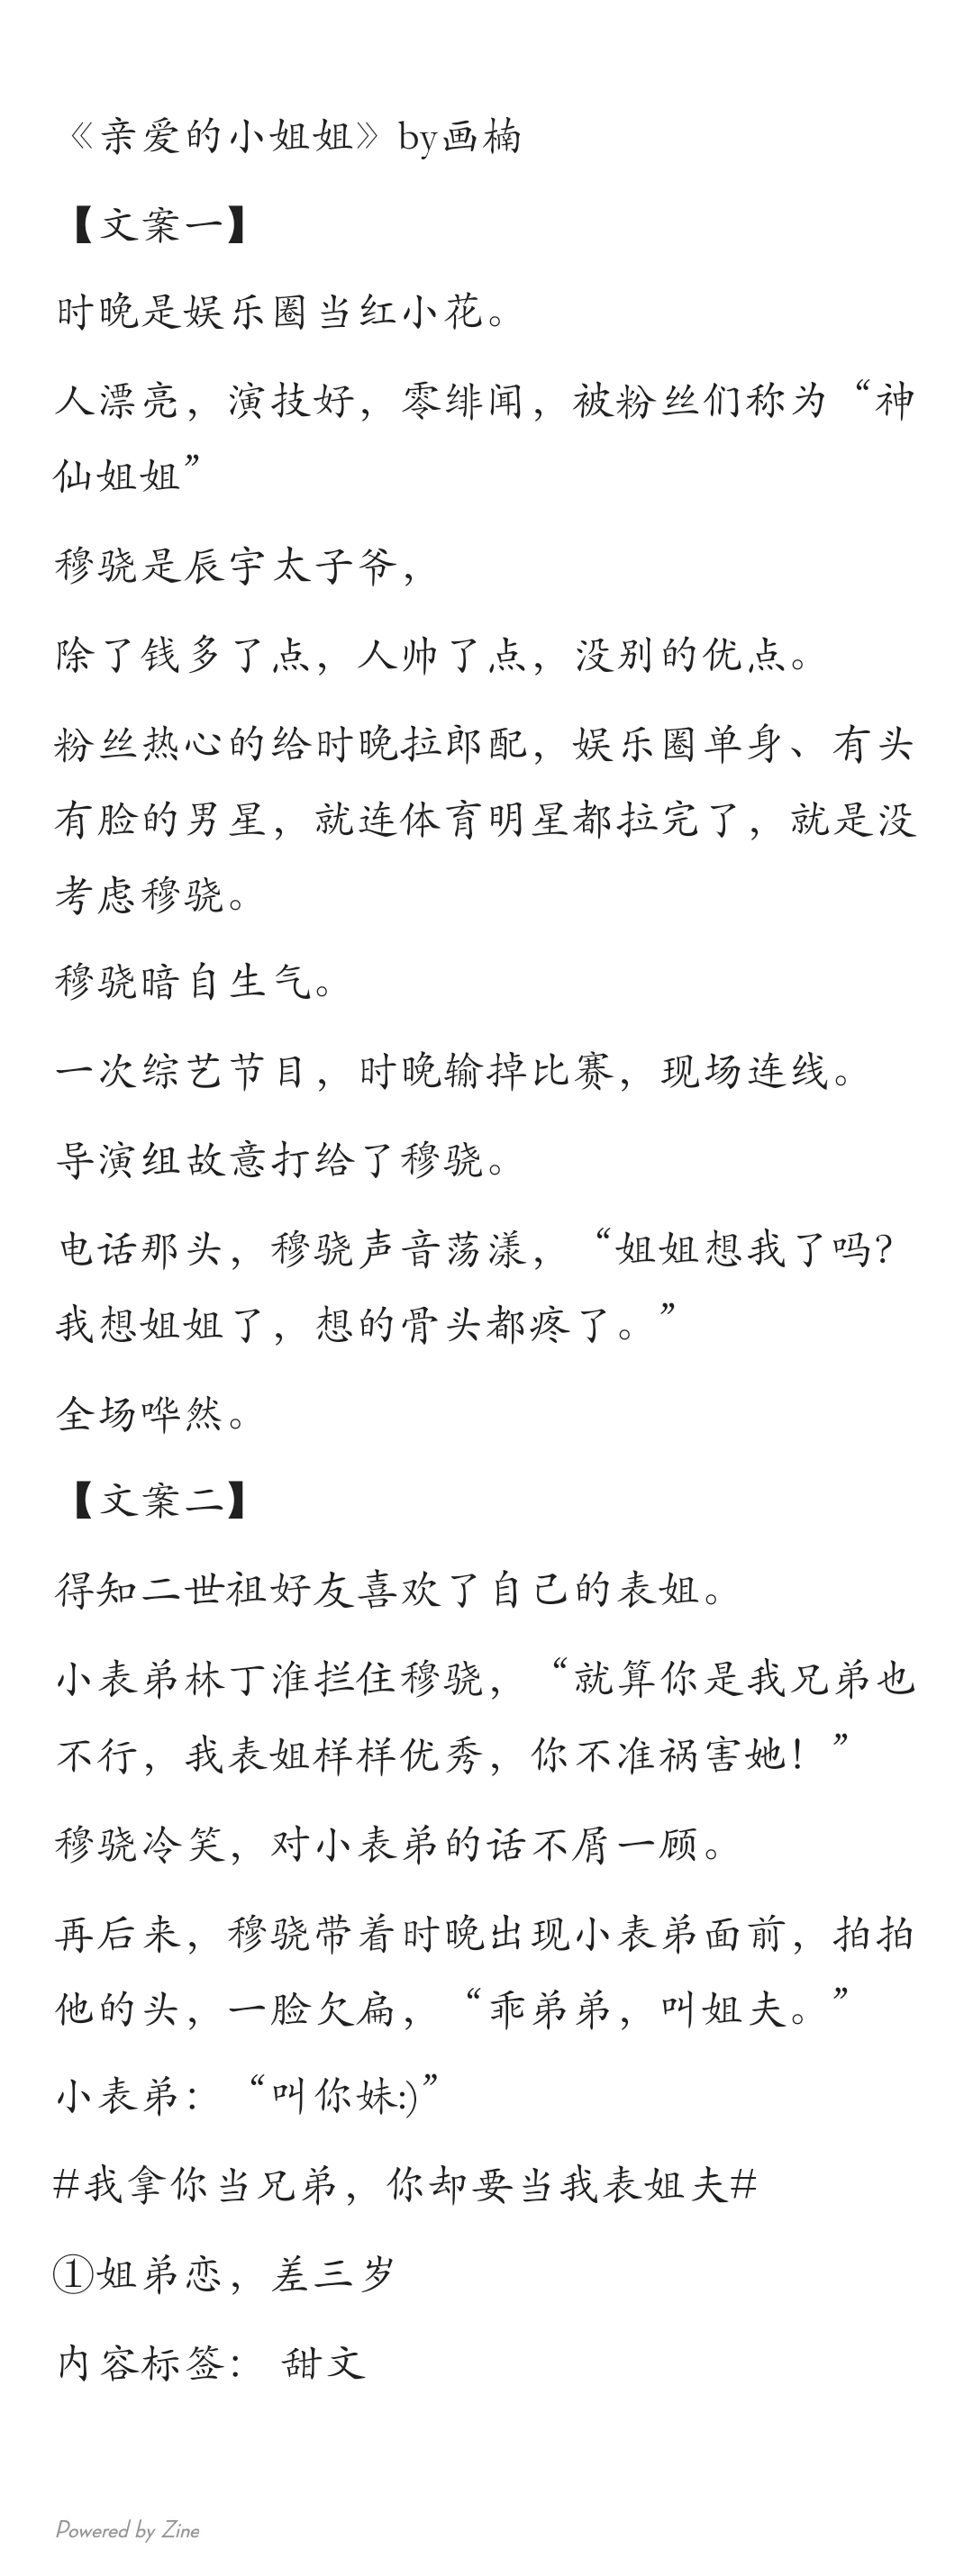 《亲爱的小姐姐》by画楠
【文案一】
时晚是娱乐圈当红小花。
人漂亮，演技好，零绯闻，被粉丝们称为“神
仙姐姐”
穆骁是辰宇太子爷，
除了钱多了点，人帅了点，没别的优点。
粉丝热心的给时晚拉郎配，娱乐圈单身、有头
有脸的男星，就连体育明星都拉完了，就是没
考虑穆骁。
穆骁暗自生气。
一次综艺节目，时晚输掉比赛，现场连线。
导演组故意打给了穆骁。
电话那头，穆骁声音荡漾，“姐姐想我了吗？
我想姐姐了，想的骨头都疼了。”
全场哗然。
【文案二】
得知二世祖好友喜欢了自己的表姐。
小表弟林丁淮拦住穆骁，“就算你是我兄弟也
不行，我表姐样样优秀，你不准祸害她！”
穆骁冷笑，对小表弟的话不屑一顾。
再后来，穆骁带着时晚出现小表弟面前，拍拍
他的头，一脸欠扁，“乖弟弟，叫姐夫。”
小表弟：“叫你妹:)”
#我拿你当兄弟，你却要当我表姐夫#
①姐弟恋，差三岁
内容标签： 甜文
Powered by Zine